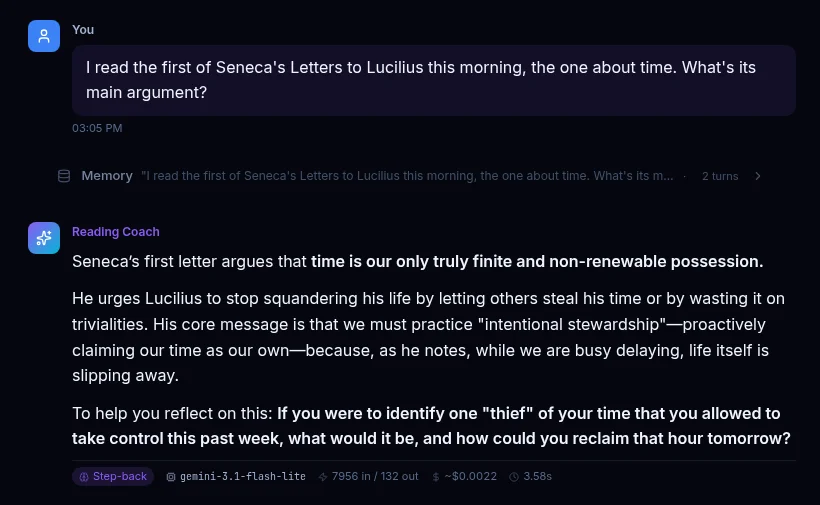 You
I read the first of Seneca's Letters to Lucilius this morning, the one about time. What's its
main argument?
03:05 PM
Memory "I read the first of Seneca's Letters to Lucilius this morning, the one about time. What's its m... · 2 turns
Reading Coach
Seneca’s first letter argues that time is our only truly finite and non-renewable possession.
He urges Lucilius to stop squandering his life by letting others steal his time or by wasting it on
trivialities. His core message is that we must practice "intentional stewardship"—proactively
claiming our time as our own—because, as he notes, while we are busy delaying, life itself is
slipping away.
To help you reflect on this: If you were to identify one "thief" of your time that you allowed to
take control this past week, what would it be, and how could you reclaim that hour tomorrow?
Step-back gemini-3.1-flash-lite 7956 in / 132 out $ ~$0.0022 3.58s